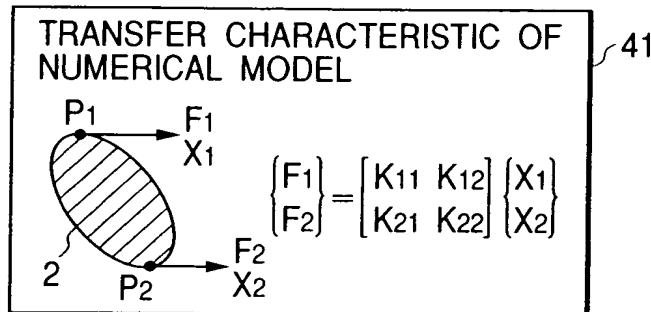 TRANSFER CHARACTERISTIC OF
NUMERICAL MODEL
41
P1
F1
X1
{F1} = [K11 K12] {X1}
{F2} [K21 K22] {X2}
2
P2
F2
X2